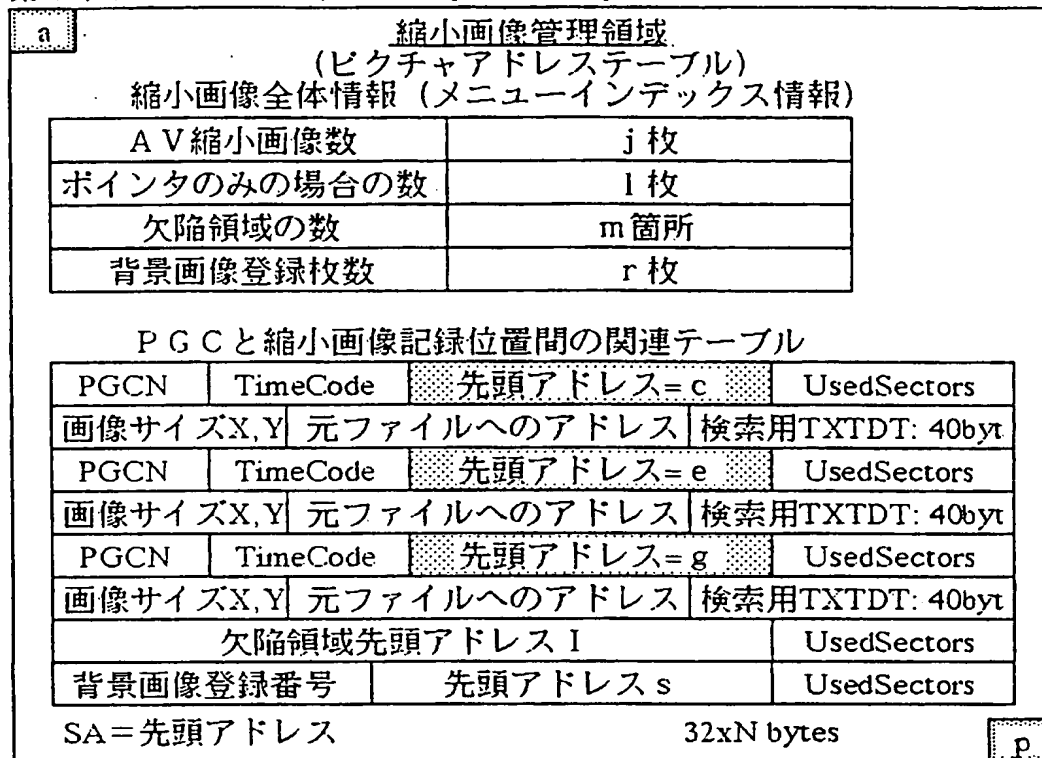 a
縮小画像管理領域
(ピクチャアドレステーブル)
縮小画像全体情報 (メニューインデックス情報)
AV縮小画像数 j枚
ポインタのみの場合の数 l枚
欠陥領域の数 m箇所
背景画像登録枚数 r枚
PGCと縮小画像記録位置間の関連テーブル
PGCN TimeCode 先頭アドレス=c UsedSectors
画像サイズX,Y 元ファイルへのアドレス 検索用TXTDT: 40byt
PGCN TimeCode 先頭アドレス=e UsedSectors
画像サイズX,Y 元ファイルへのアドレス 検索用TXTDT: 40byt
PGCN TimeCode 先頭アドレス=g UsedSectors
画像サイズX,Y 元ファイルへのアドレス 検索用TXTDT: 40byt
欠陥領域先頭アドレス I UsedSectors
背景画像登録番号 先頭アドレス s UsedSectors
SA=先頭アドレス 32xN bytes
p